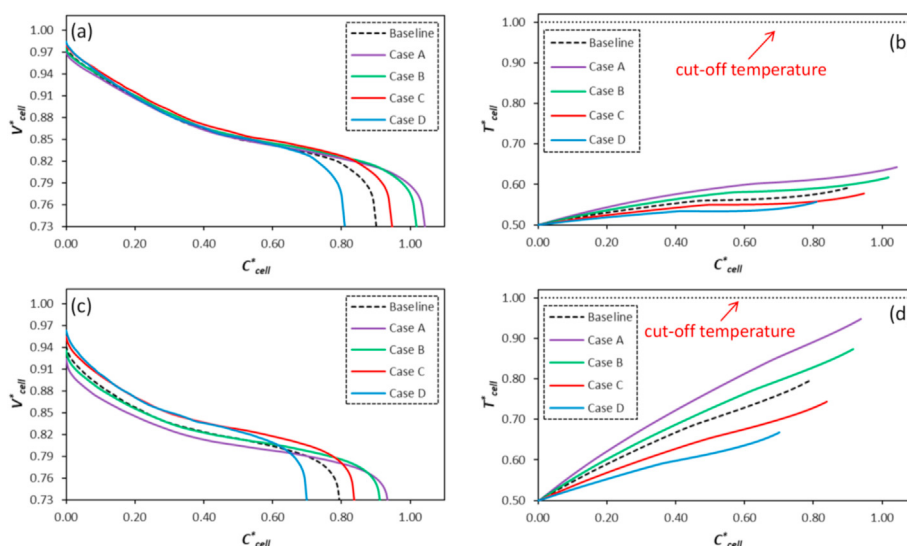 (a)
1.00
0.97
0.94
0.91
0.88
0.85
0.82
0.79
0.76
0.73
V*cell
0.00 0.20 0.40 0.60 0.80 1.00
C*cell
Baseline
Case A
Case B
Case C
Case D
(b)
1.00
0.90
0.80
0.70
0.60
0.50
T*cell
0.00 0.20 0.40 0.60 0.80 1.00
C*cell
Baseline
Case A
Case B
Case C
Case D
cut-off temperature
(c)
1.00
0.97
0.94
0.91
0.88
0.85
0.82
0.79
0.76
0.73
V*cell
0.00 0.20 0.40 0.60 0.80 1.00
C*cell
Baseline
Case A
Case B
Case C
Case D
(d)
1.00
0.90
0.80
0.70
0.60
0.50
T*cell
0.00 0.20 0.40 0.60 0.80 1.00
C*cell
Baseline
Case A
Case B
Case C
Case D
cut-off temperature